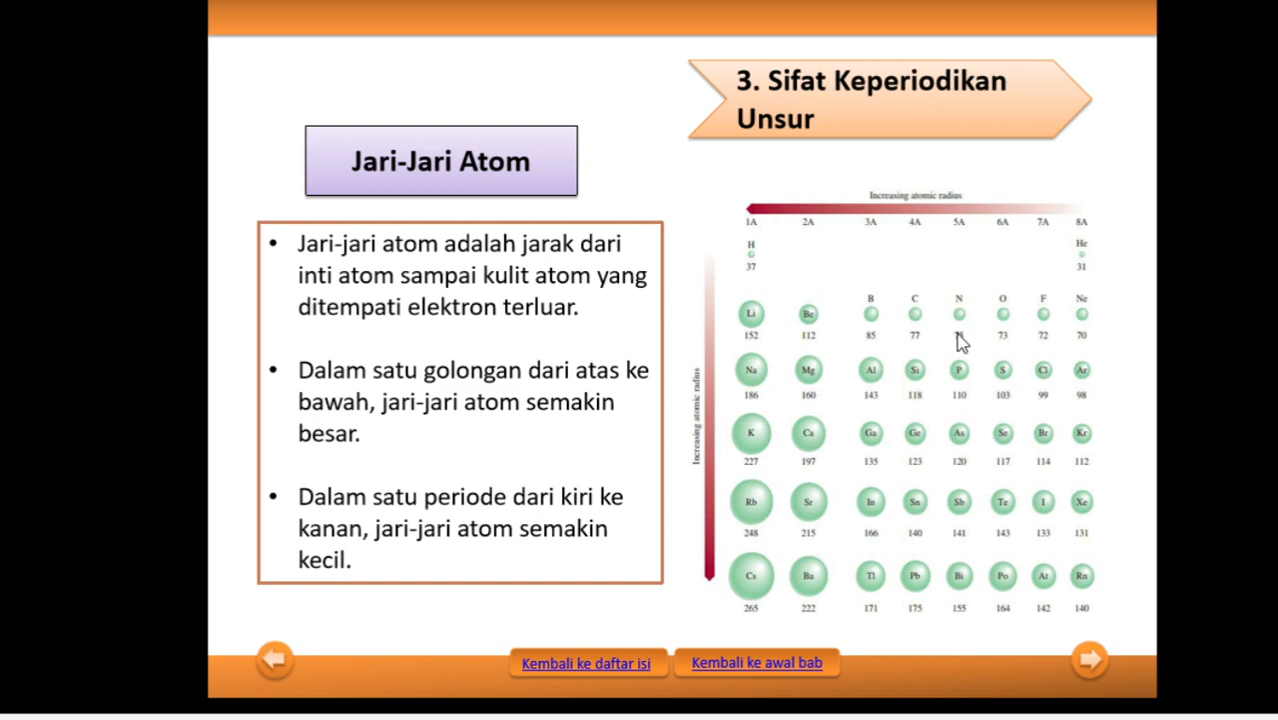 3. Sifat Keperiodikan
Unsur
Jari-Jari Atom
• Jari-jari atom adalah jarak dari
inti atom sampai kulit atom yang
ditempati elektron terluar.
• Dalam satu golongan dari atas ke
bawah, jari-jari atom semakin
besar.
• Dalam satu periode dari kiri ke
kanan, jari-jari atom semakin
kecil.
Increasing atomic radius
1A 2A 3A 4A 5A 6A 7A 8A
Increasing atomic radius
H He
37 31
B C N O F Ne
Li Be
152 112 85 77 73 72 70
Na Mg Al Si P S Cl Ar
186 160 143 118 110 103 99 98
K Ca Ga Ge As Se Br Kr
227 197 135 123 120 117 114 112
Rb Sr In Sn Sb Te I Xe
248 215 166 140 141 143 133 131
Cs Ba Tl Pb Bi Po At Rn
265 222 171 175 155 164 142 140
Kembali ke daftar isi
Kembali ke awal bab